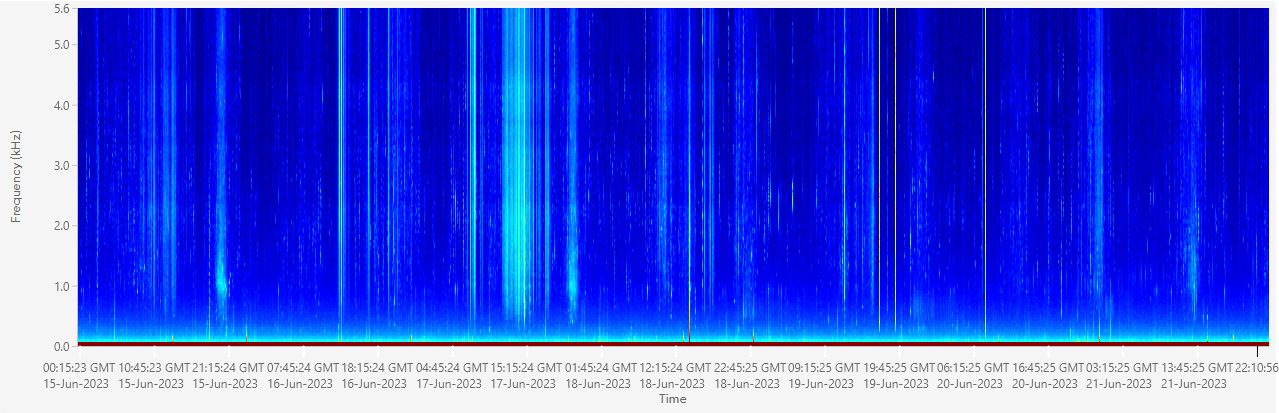 5.6
5.0
4.0
3.0
2.0
1.0
0.0
Frequency (kHz)
00:15:23 GMT 10:45:23 GMT 21:15:24 GMT 07:45:24 GMT 18:15:24 GMT 04:45:24 GMT 15:15:24 GMT 01:45:24 GMT 12:15:24 GMT 22:45:24 GMT 09:15:25 GMT 19:45:25 GMT 06:15:25 GMT 16:45:25 GMT 03:15:25 GMT 13:45:25 GMT 22:10:56
15-Jun-2023 15-Jun-2023 15-Jun-2023 16-Jun-2023 16-Jun-2023 17-Jun-2023 17-Jun-2023 18-Jun-2023 18-Jun-2023 18-Jun-2023 19-Jun-2023 19-Jun-2023 20-Jun-2023 20-Jun-2023 21-Jun-2023 21-Jun-2023
Time